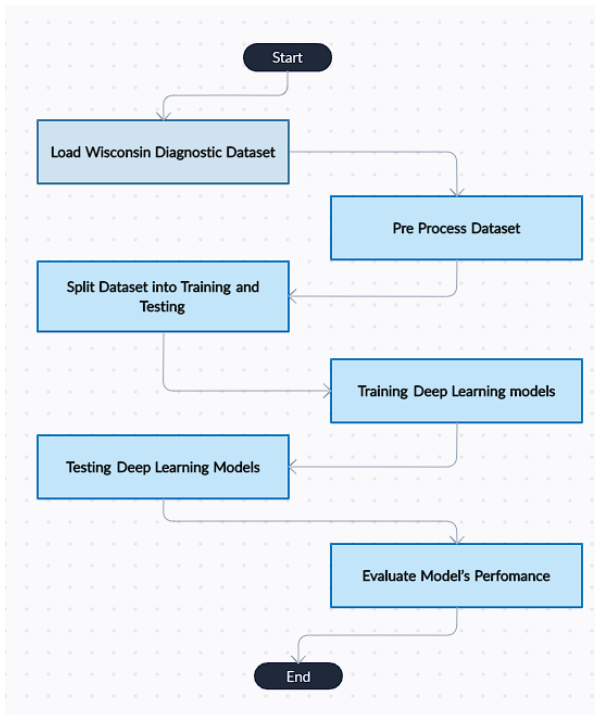 Start
Load Wisconsin Diagnostic Dataset
Pre Process Dataset
Split Dataset into Training and
Testing
Training Deep Learning models
Testing Deep Learning Models
Evaluate Model's Perfomance
End